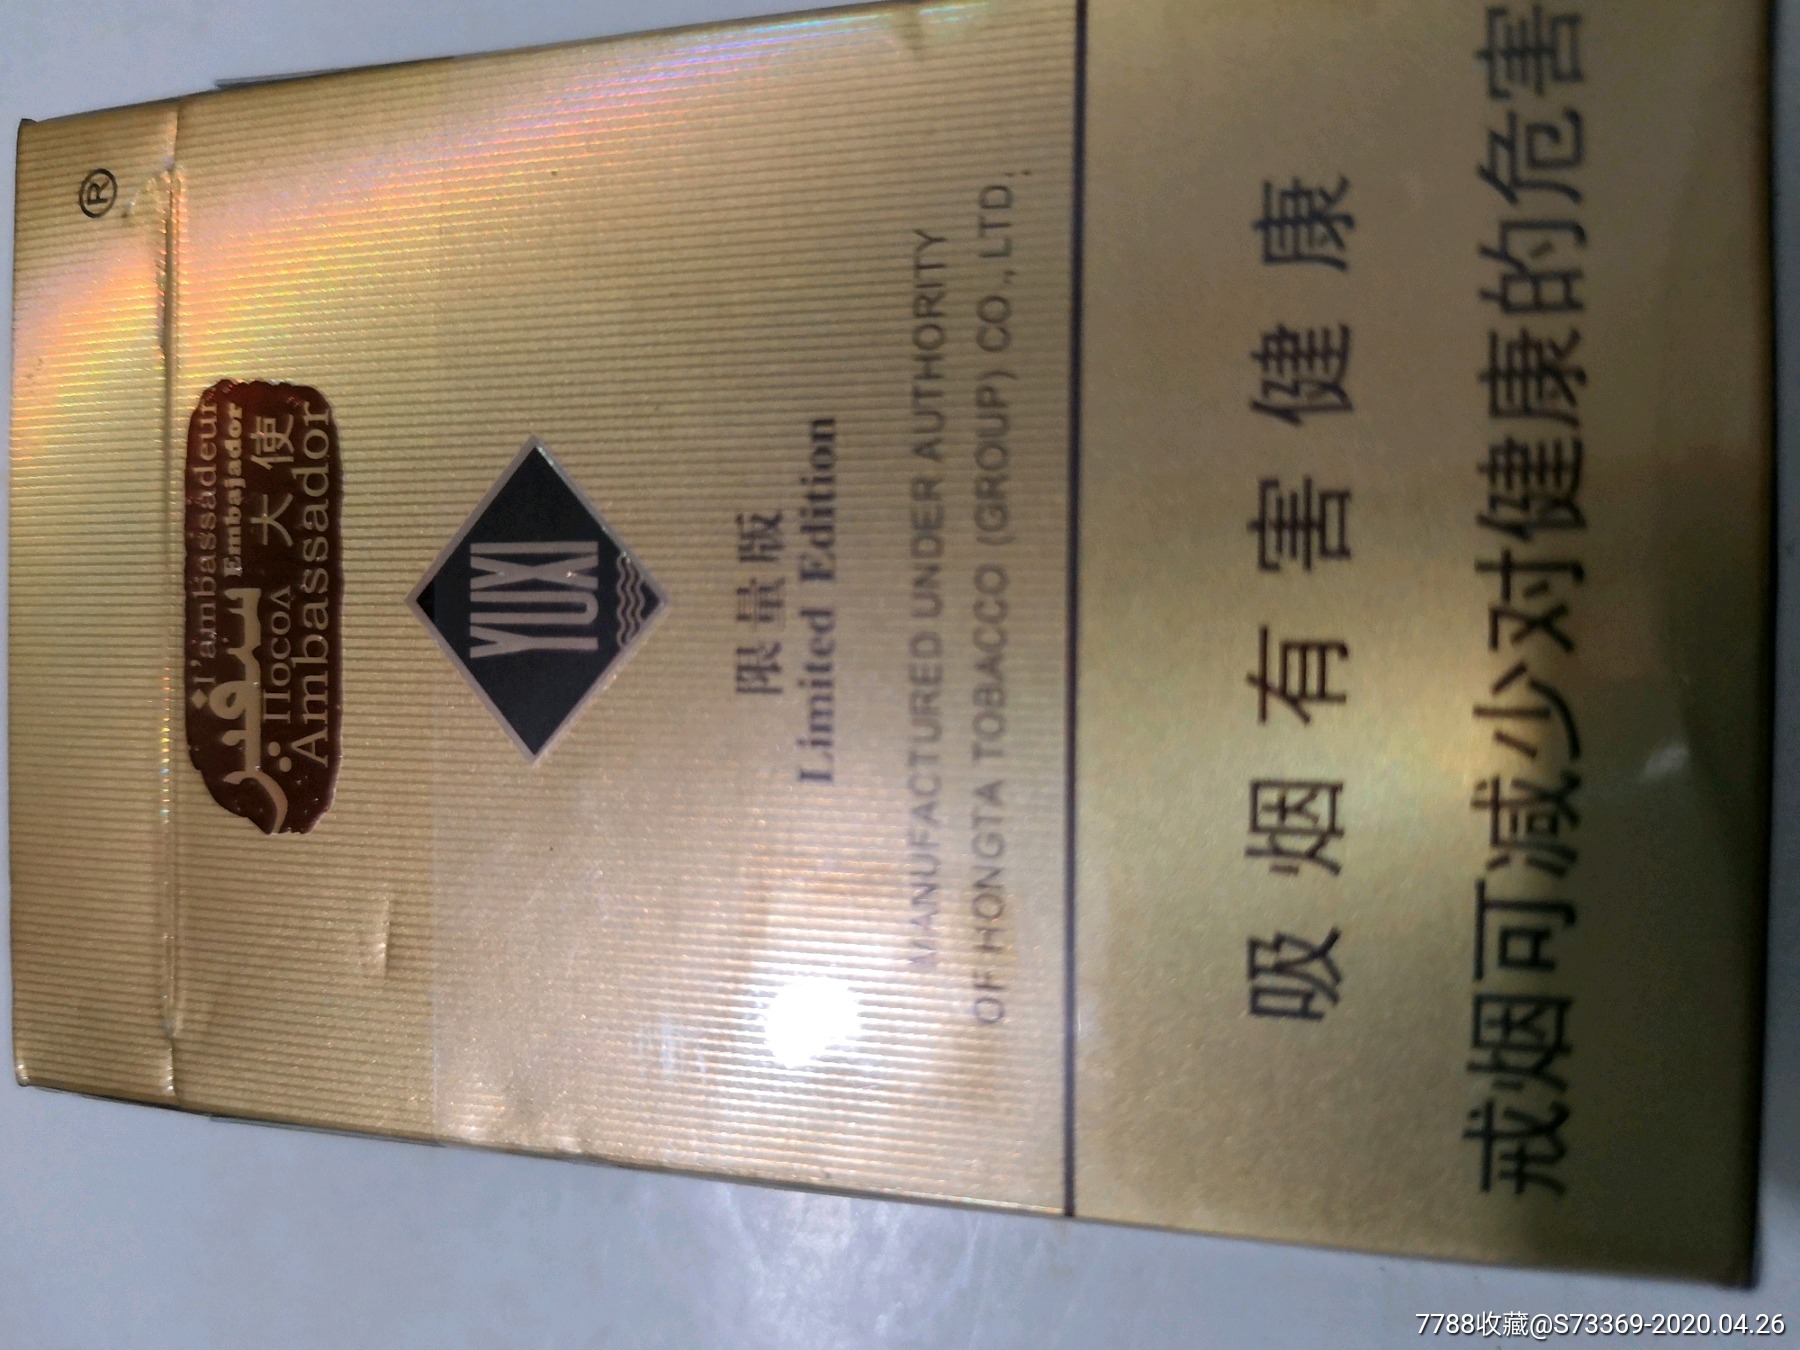 ®
l'ambassadeur
سفير Embajador
Посол 大使
Ambassador
YUXI
限量版
Limited Edition
MANUFACTURED UNDER AUTHORITY
OF HONGTA TOBACCO (GROUP) CO., LTD.
吸烟有害健康
戒烟可减少对健康的危害
7788收藏@S73369-2020.04.26